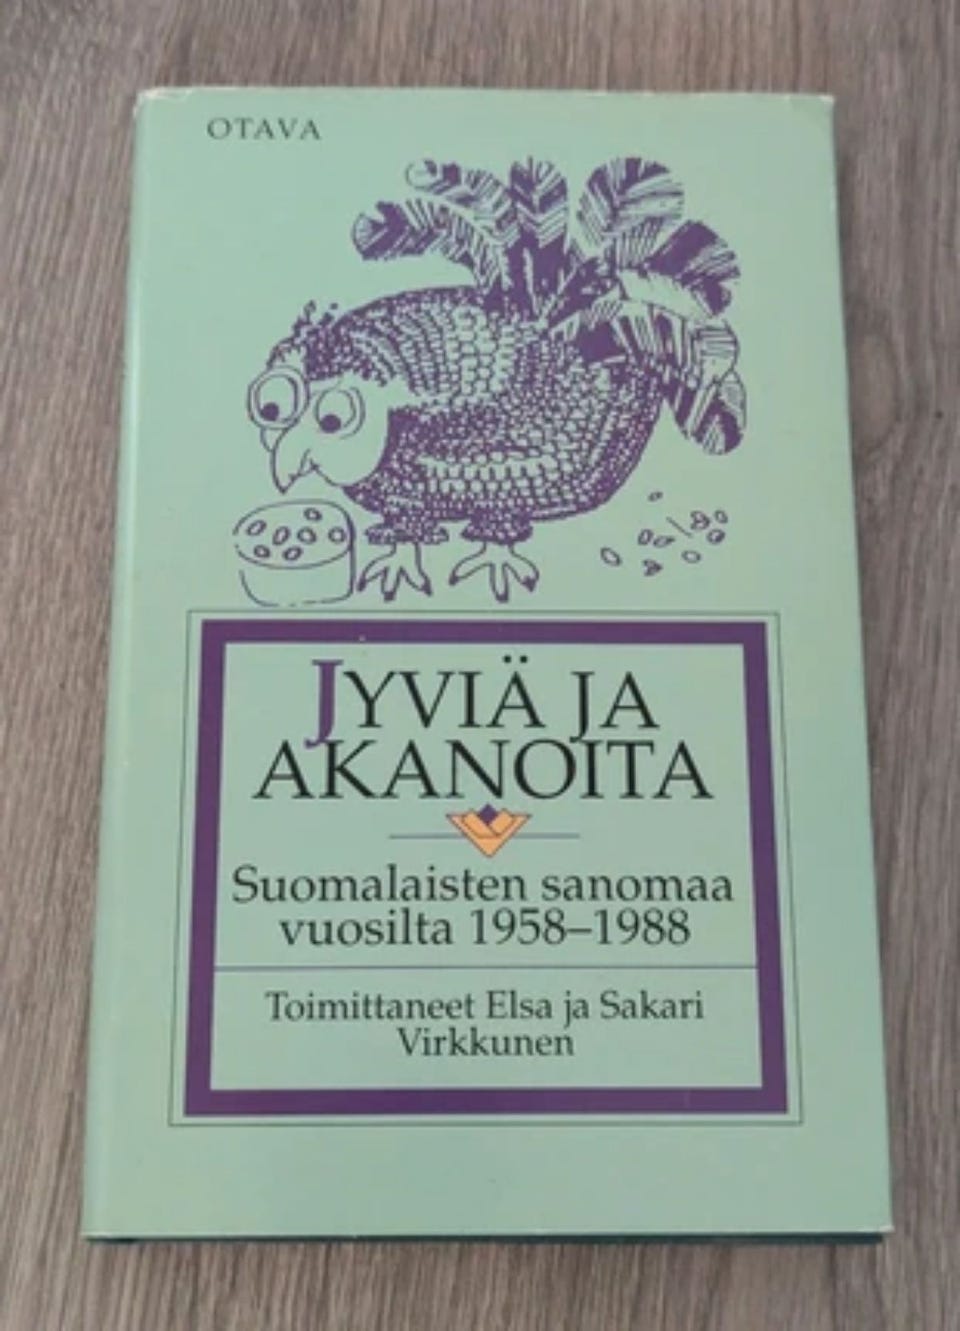 OTAVA
JYVIÄ JA
AKANOITA
Suomalaisten sanomaa
vuosilta 1958–1988
Toimittaneet Elsa ja Sakari
Virkkunen